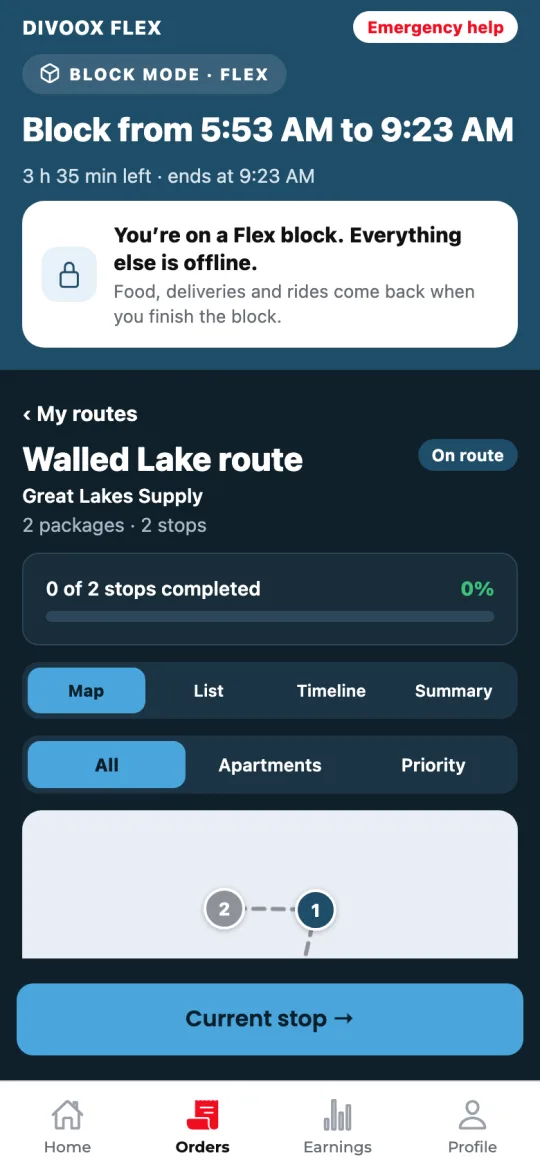 DIVOOX FLEX
Emergency help
BLOCK MODE · FLEX
Block from 5:53 AM to 9:23 AM
3 h 35 min left · ends at 9:23 AM
You’re on a Flex block. Everything
else is offline.
Food, deliveries and rides come back when
you finish the block.
‹ My routes
Walled Lake route
On route
Great Lakes Supply
2 packages · 2 stops
0 of 2 stops completed
0%
Map
List
Timeline
Summary
All
Apartments
Priority
2
1
Current stop →
Home
Orders
Earnings
Profile